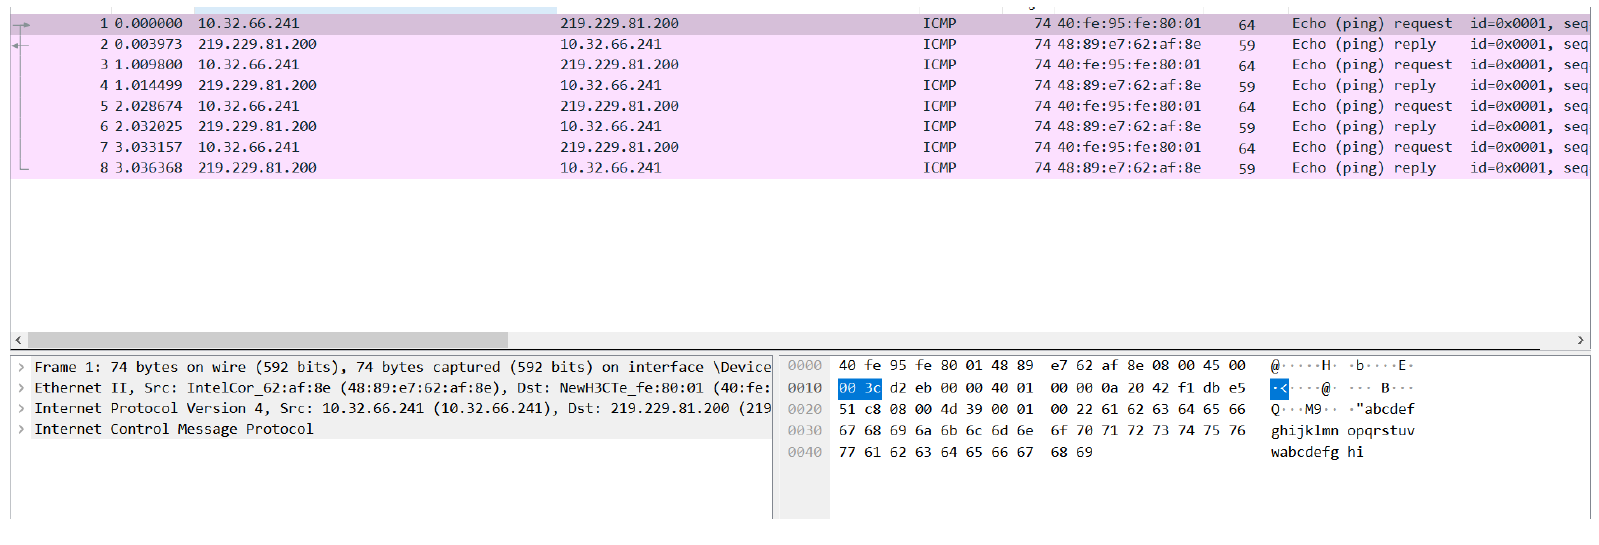 1 0.000000 10.32.66.241 219.229.81.200 ICMP 74 40:fe:95:fe:80:01 64 Echo (ping) request id=0x0001, seq
2 0.003973 219.229.81.200 10.32.66.241 ICMP 74 48:89:e7:62:af:8e 59 Echo (ping) reply id=0x0001, seq
3 1.009800 10.32.66.241 219.229.81.200 ICMP 74 40:fe:95:fe:80:01 64 Echo (ping) request id=0x0001, seq
4 1.014499 219.229.81.200 10.32.66.241 ICMP 74 48:89:e7:62:af:8e 59 Echo (ping) reply id=0x0001, seq
5 2.028674 10.32.66.241 219.229.81.200 ICMP 74 40:fe:95:fe:80:01 64 Echo (ping) request id=0x0001, seq
6 2.032025 219.229.81.200 10.32.66.241 ICMP 74 48:89:e7:62:af:8e 59 Echo (ping) reply id=0x0001, seq
7 3.033157 10.32.66.241 219.229.81.200 ICMP 74 40:fe:95:fe:80:01 64 Echo (ping) request id=0x0001, seq
8 3.036368 219.229.81.200 10.32.66.241 ICMP 74 48:89:e7:62:af:8e 59 Echo (ping) reply id=0x0001, seq
Frame 1: 74 bytes on wire (592 bits), 74 bytes captured (592 bits) on interface \Device
Ethernet II, Src: IntelCor_62:af:8e (48:89:e7:62:af:8e), Dst: NewH3CTe_fe:80:01 (40:fe:
Internet Protocol Version 4, Src: 10.32.66.241 (10.32.66.241), Dst: 219.229.81.200 (219
Internet Control Message Protocol
0000 40 fe 95 fe 80 01 48 89 e7 62 af 8e 08 00 45 00 @·····H· ·b····E·
0010 00 3c d2 eb 00 00 40 01 00 00 0a 20 42 f1 db e5 ·<····@· ··· B···
0020 51 c8 08 00 4d 39 00 01 00 22 61 62 63 64 65 66 Q···M9·· ·"abcdef
0030 67 68 69 6a 6b 6c 6d 6e 6f 70 71 72 73 74 75 76 ghijklmn opqrstuv
0040 77 61 62 63 64 65 66 67 68 69 wabcdefg hi